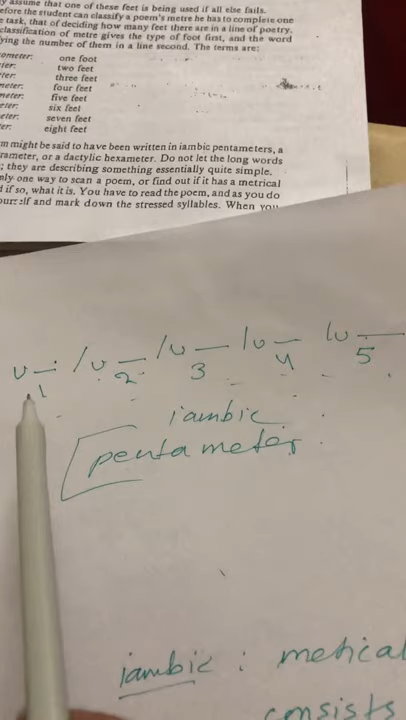 y assume that one of these feet is being used if all else fails.
efore the student can classify a poem's metre he has to complete one
e task, that of deciding how many feet there are in a line of poetry.
classification of metre gives the type of foot first, and the word
ying the number of them in a line second. The terms are:
ometer: one foot
eter: two feet
eter: three feet
meter: four feet
meter: five feet
eter: six feet
eter: seven feet
ter: eight feet
m might be said to have been written in iambic pentameters, a
rameter, or a dactylic hexameter. Do not let the long words
; they are describing something essentially quite simple.
nly one way to scan a poem, or find out if it has a metrical
d if so, what it is. You have to read the poem, and as you do
self and mark down the stressed syllables. When you
u — / u — / u — / u — / u —
1 2 3 4 5
iambic
pentameter
iambic : metical
consists